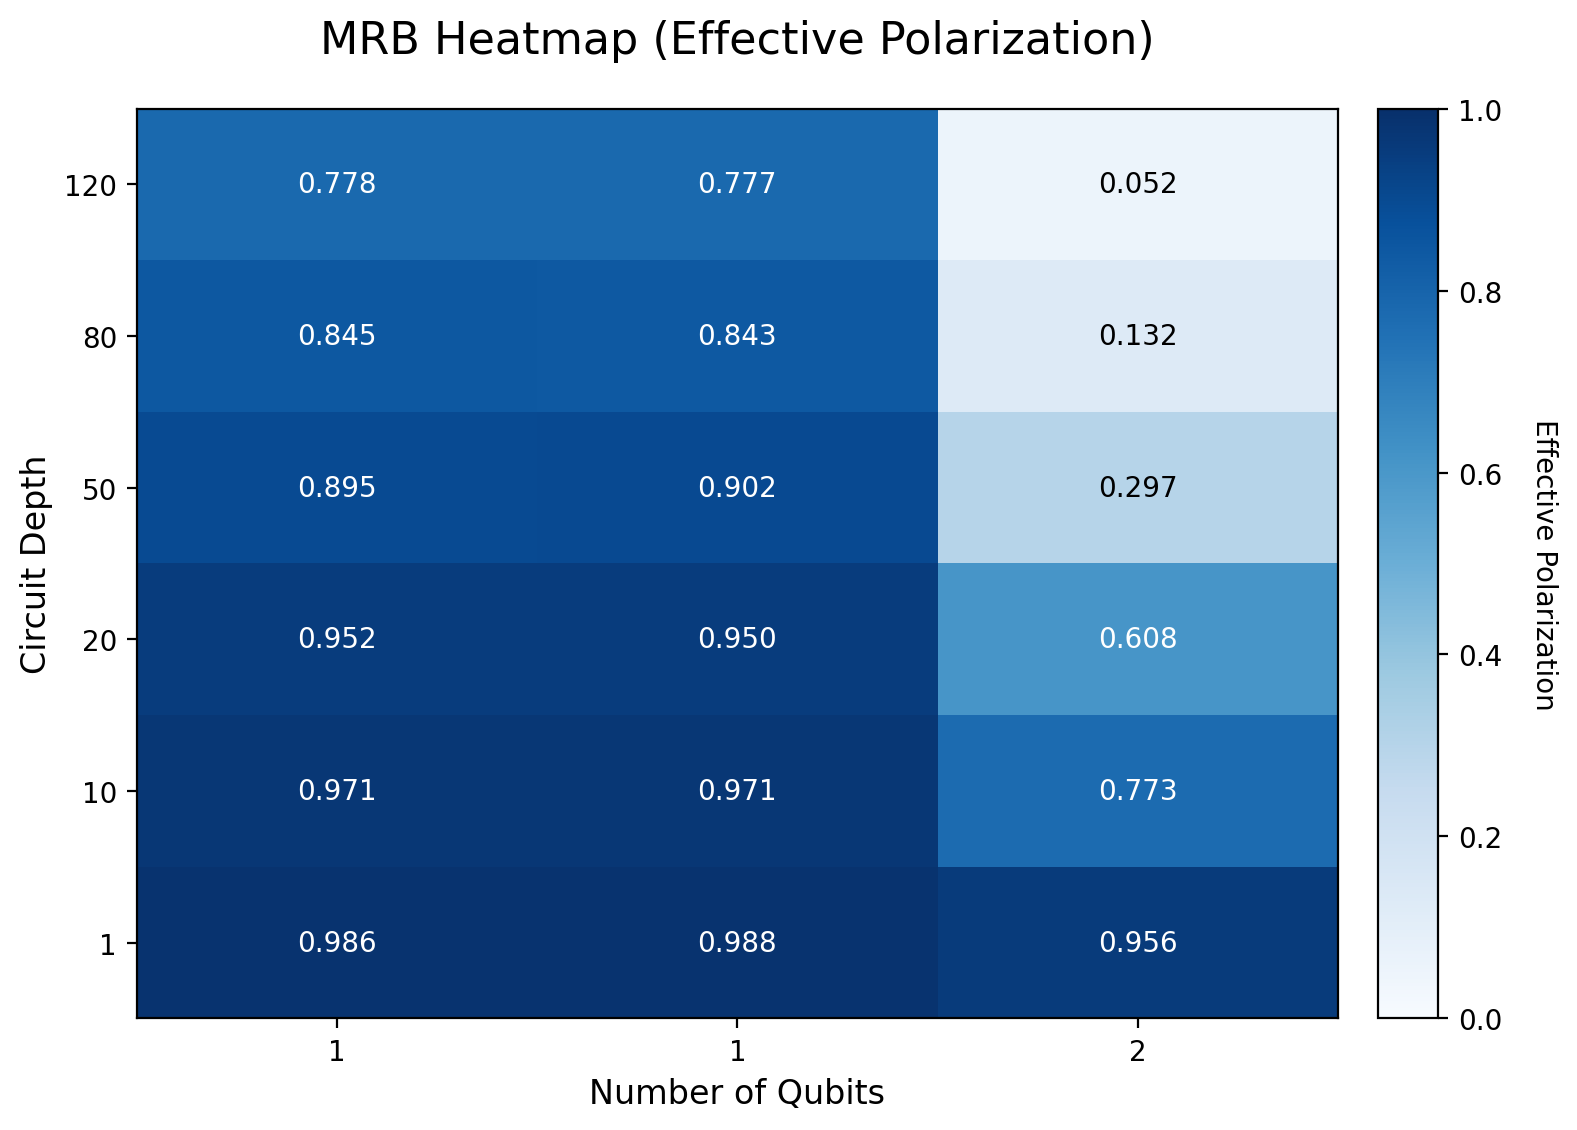 MRB Heatmap (Effective Polarization)
120 0.778 0.777 0.052
80 0.845 0.843 0.132
50 0.895 0.902 0.297
20 0.952 0.950 0.608
10 0.971 0.971 0.773
1 0.986 0.988 0.956
1 1 2
Number of Qubits
Circuit Depth
1.0
0.8
0.6
0.4
0.2
0.0
Effective Polarization